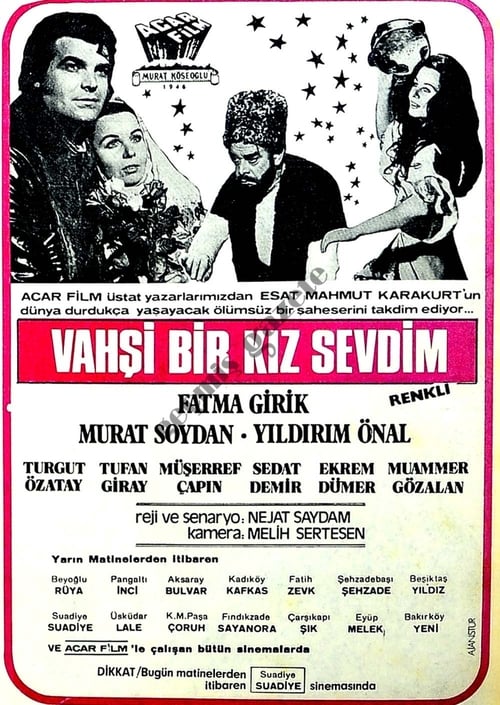 ACAR
FİLM
MURAT KÖSEOĞLU
1946
ACAR FİLM üstat yazarlarımızdan ESAT MAHMUT KARAKURT'un
dünya durdukça yaşayacak ölümsüz bir şaheserini takdim ediyor...
VAHŞİ BİR KIZ SEVDİM
RENKLİ
FATMA GİRİK
MURAT SOYDAN · YILDIRIM ÖNAL
TURGUT TUFAN MÜŞERREF SEDAT EKREM MUAMMER
ÖZATAY GİRAY ÇAPIN DEMİR DÜMER GÖZALAN
reji ve senaryo: NEJAT SAYDAM
kamera: MELİH SERTESEN
Yarın Matinelerden İtibaren
Beyoğlu Pangaltı Aksaray Kadıköy Fatih Şehzadebaşı Beşiktaş
RÜYA İNCİ BULVAR KAFKAS ZEVK ŞEHZADE YILDIZ
Suadiye Üsküdar K.M.Paşa Fındıkzade Çarşıkapı Eyüp Bakırköy
SUADİYE LALE ÇORUH SAYANORA ŞIK MELEK YENİ
VE ACAR FİLM 'le çalışan bütün sinemalarda
DİKKAT/Bugün matinelerden
itibaren
Suadiye
SUADİYE
sinemasında
AJANSTUR
geçmiş gazete